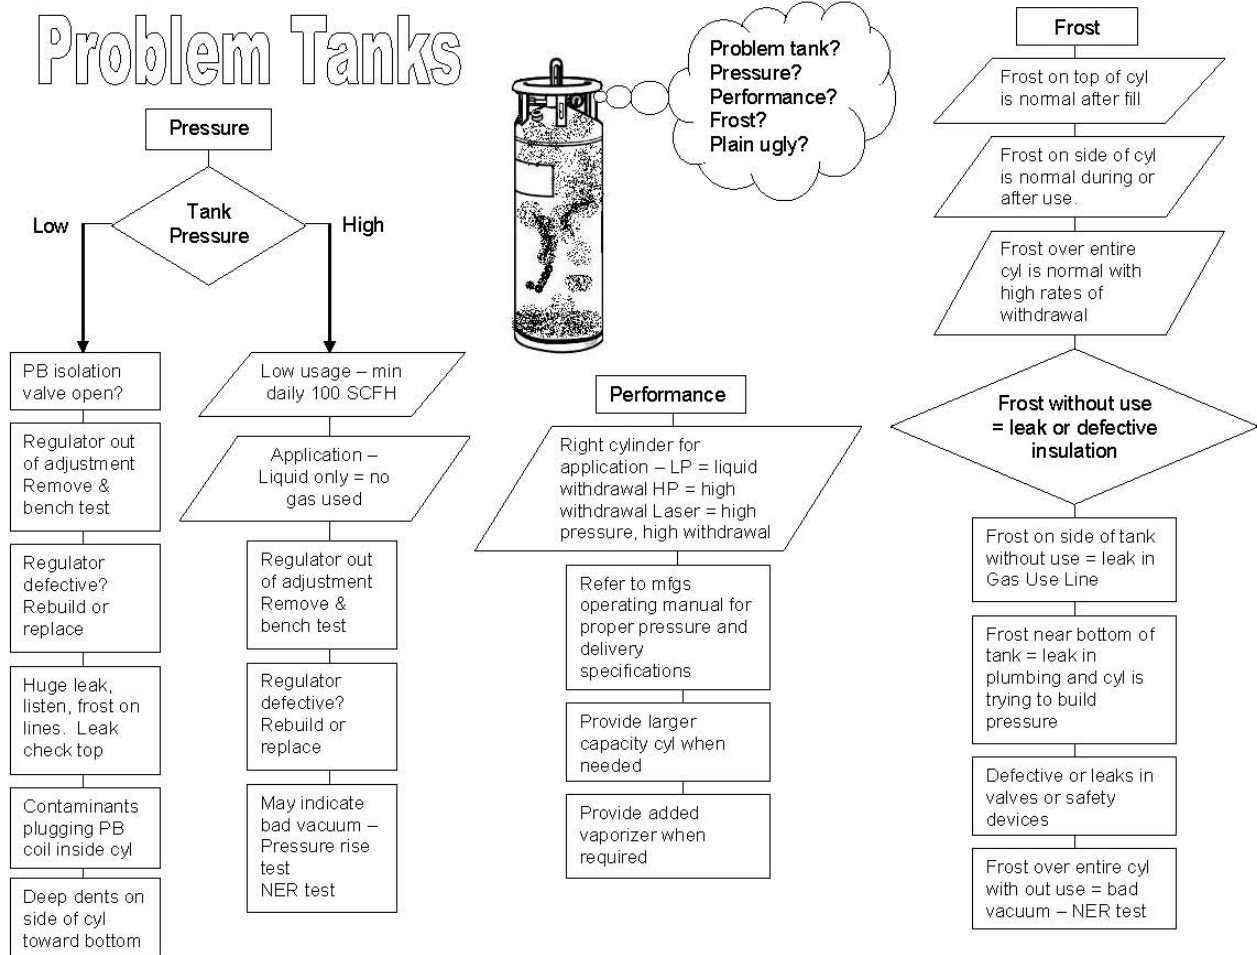 Problem Tanks
Problem tank?
Pressure?
Performance?
Frost?
Plain ugly?
Pressure
Tank
Pressure
Low
High
PB isolation
valve open?
Regulator out
of adjustment
Remove &
bench test
Regulator
defective?
Rebuild or
replace
Huge leak,
listen, frost on
lines. Leak
check top
Contaminants
plugging PB
coil inside cyl
Deep dents on
side of cyl
toward bottom
Low usage – min
daily 100 SCFH
Application –
Liquid only = no
gas used
Regulator out
of adjustment
Remove &
bench test
Regulator
defective?
Rebuild or
replace
May indicate
bad vacuum –
Pressure rise
test
NER test
Performance
Right cylinder for
application – LP = liquid
withdrawal HP = high
withdrawal Laser = high
pressure, high withdrawal
Refer to mfgs
operating manual for
proper pressure and
delivery
specifications
Provide larger
capacity cyl when
needed
Provide added
vaporizer when
required
Frost
Frost on top of cyl
is normal after fill
Frost on side of cyl
is normal during or
after use.
Frost over entire
cyl is normal with
high rates of
withdrawal
Frost without use
= leak or defective
insulation
Frost on side of tank
without use = leak in
Gas Use Line
Frost near bottom of
tank = leak in
plumbing and cyl is
trying to build
pressure
Defective or leaks in
valves or safety
devices
Frost over entire cyl
with out use = bad
vacuum – NER test